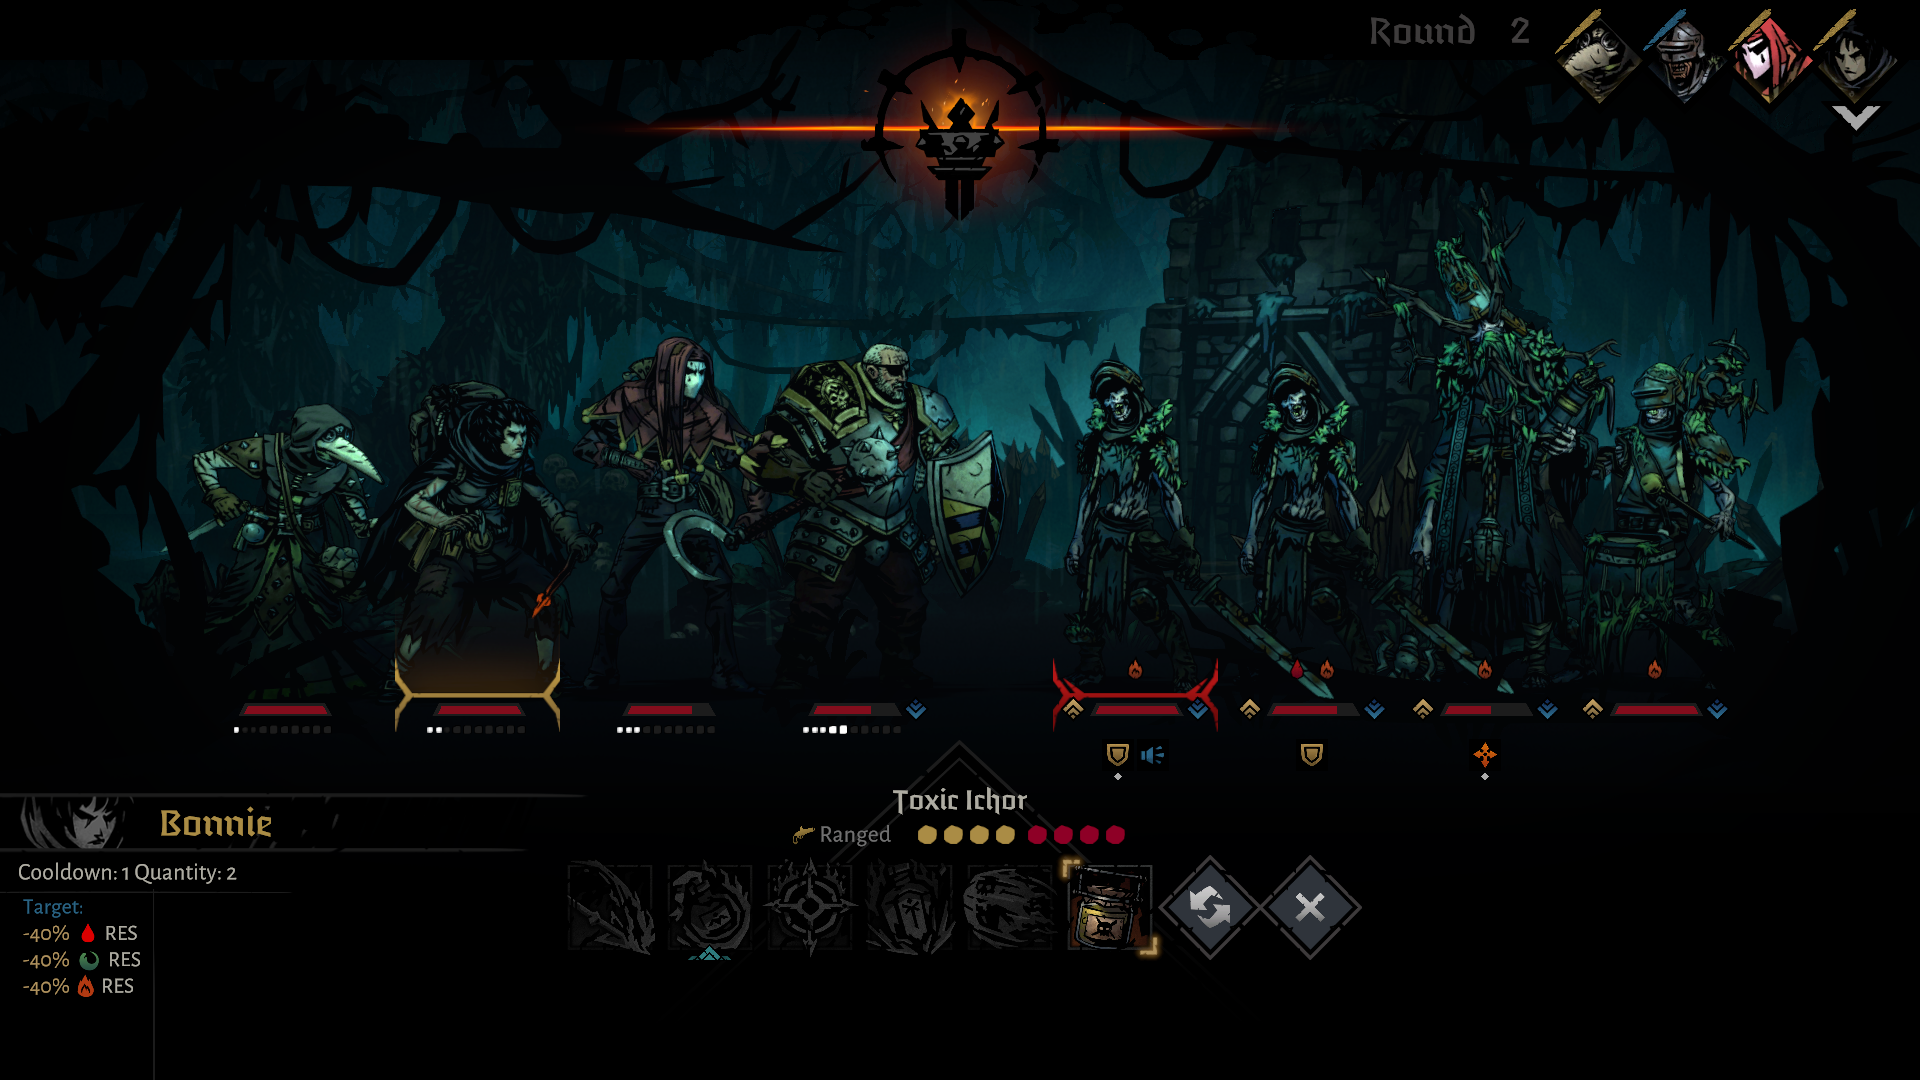 Round 2
Toxic Ichor
Ranged
Bonnie
Cooldown: 1 Quantity: 2
Target:
-40% RES
-40% RES
-40% RES